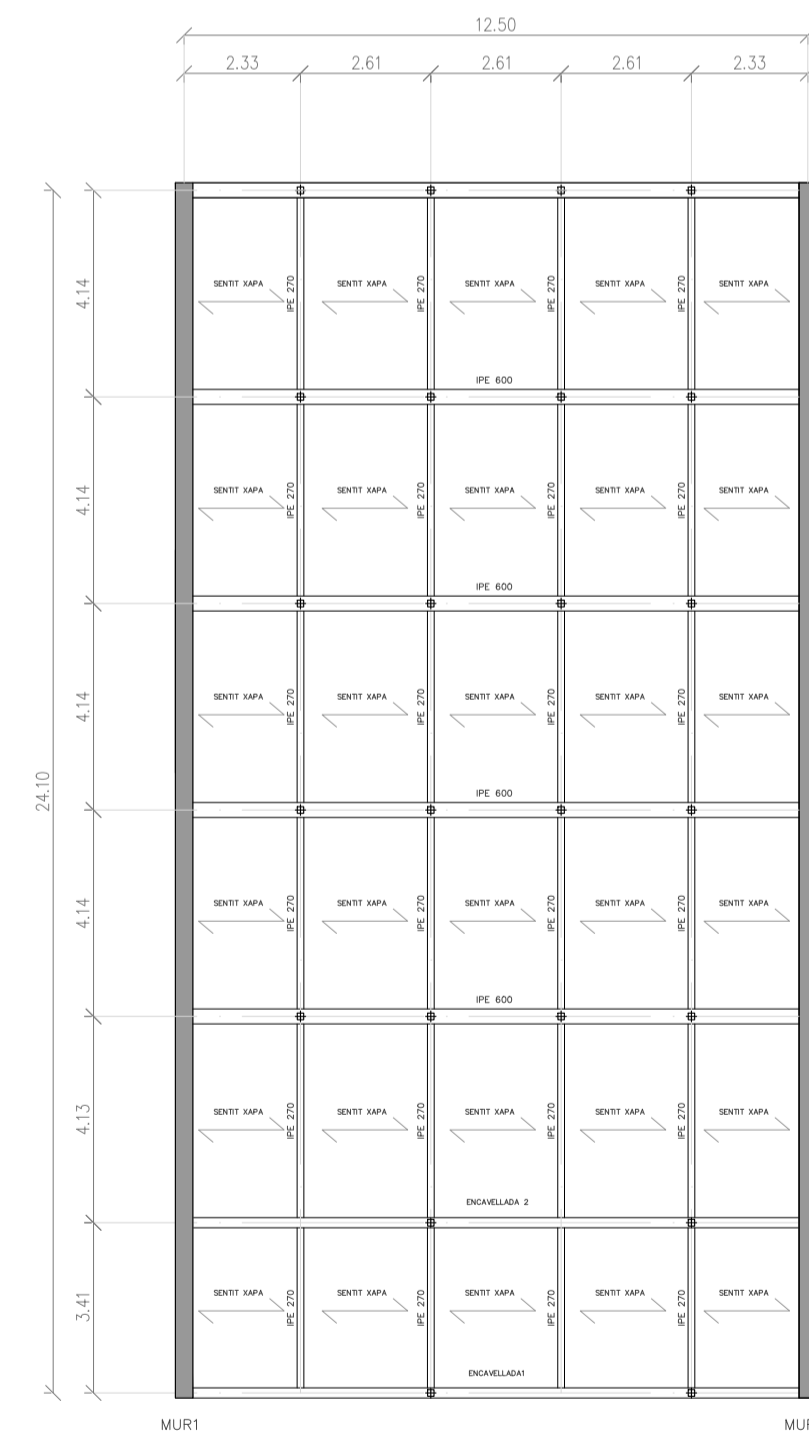 12.50
2.33 2.61 2.61 2.61 2.33
4.14
SENTIT XAPA IPE 270 SENTIT XAPA IPE 270 SENTIT XAPA IPE 270 SENTIT XAPA IPE 270 SENTIT XAPA
IPE 600
4.14
SENTIT XAPA IPE 270 SENTIT XAPA IPE 270 SENTIT XAPA IPE 270 SENTIT XAPA IPE 270 SENTIT XAPA
IPE 600
4.14
SENTIT XAPA IPE 270 SENTIT XAPA IPE 270 SENTIT XAPA IPE 270 SENTIT XAPA IPE 270 SENTIT XAPA
24.10
IPE 600
4.14
SENTIT XAPA IPE 270 SENTIT XAPA IPE 270 SENTIT XAPA IPE 270 SENTIT XAPA IPE 270 SENTIT XAPA
IPE 600
4.13
SENTIT XAPA IPE 270 SENTIT XAPA IPE 270 SENTIT XAPA IPE 270 SENTIT XAPA IPE 270 SENTIT XAPA
ENCAVELLADA 2
3.41
SENTIT XAPA IPE 270 SENTIT XAPA IPE 270 SENTIT XAPA IPE 270 SENTIT XAPA IPE 270 SENTIT XAPA
ENCAVELLADA1
MUR1